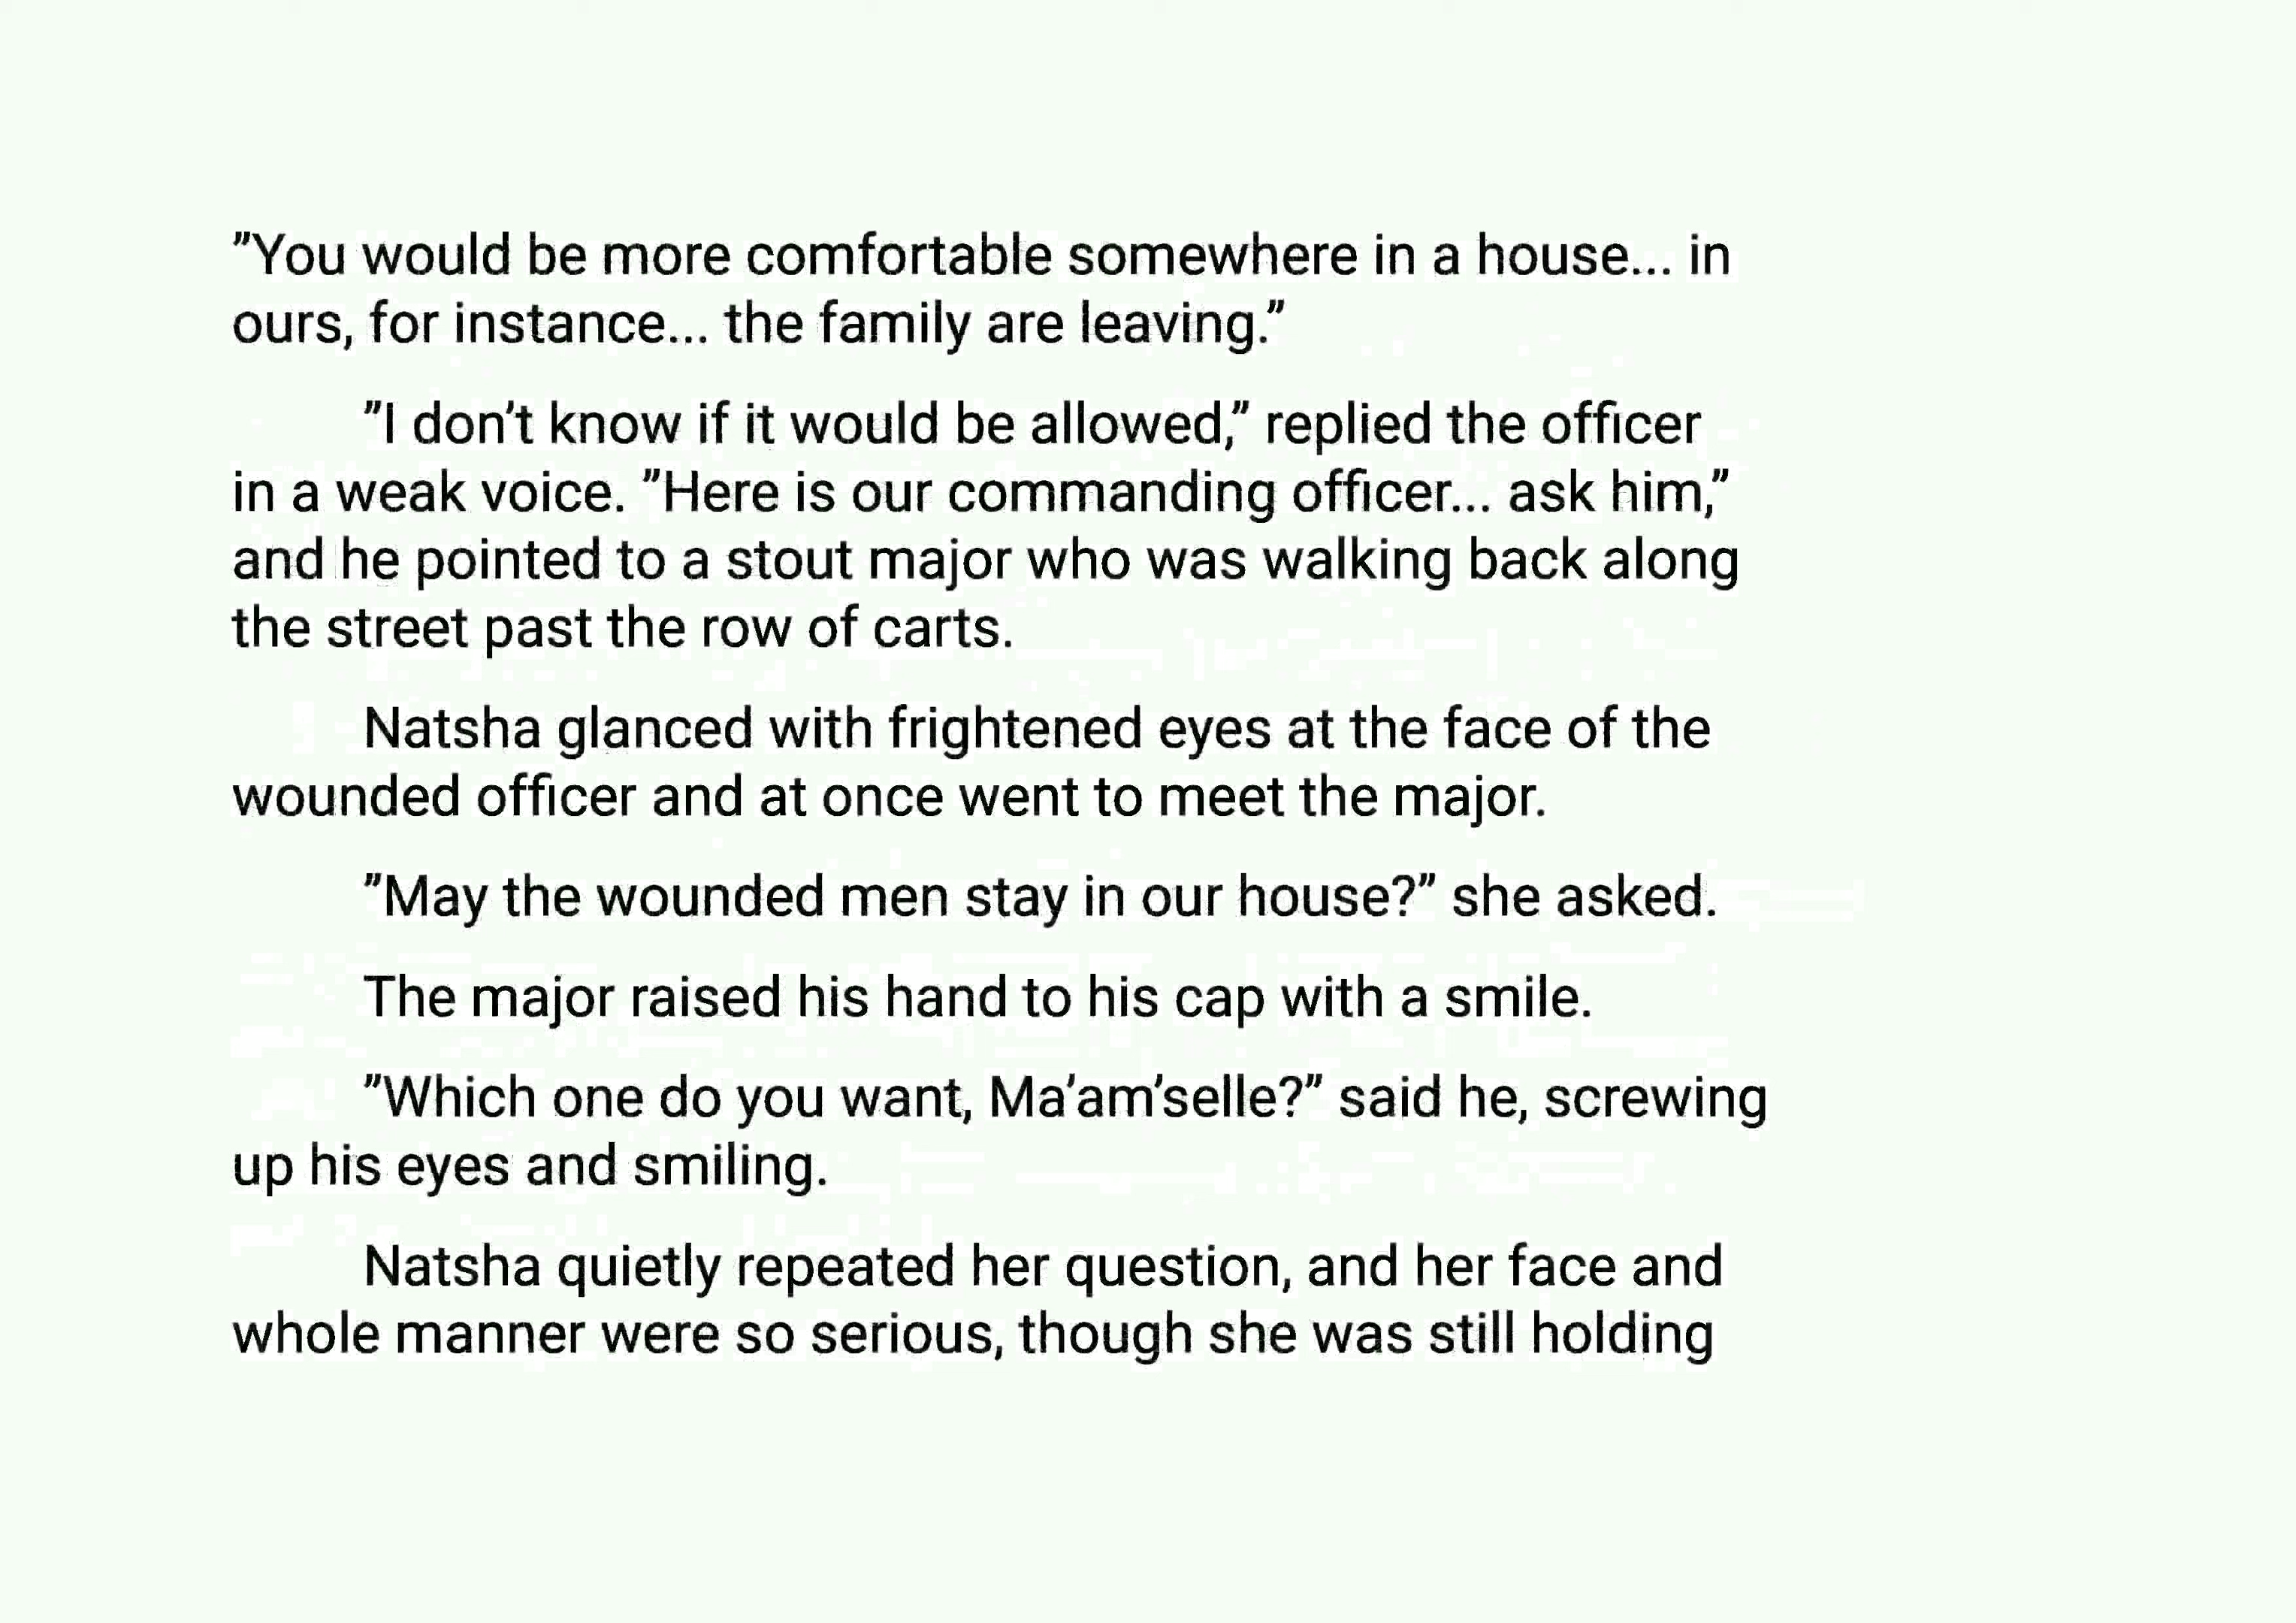 ”You would be more comfortable somewhere in a house... in
ours, for instance... the family are leaving.”
”I don’t know if it would be allowed,” replied the officer
in a weak voice. ”Here is our commanding officer... ask him,”
and he pointed to a stout major who was walking back along
the street past the row of carts.
Natsha glanced with frightened eyes at the face of the
wounded officer and at once went to meet the major.
”May the wounded men stay in our house?” she asked.
The major raised his hand to his cap with a smile.
”Which one do you want, Ma’am’selle?” said he, screwing
up his eyes and smiling.
Natsha quietly repeated her question, and her face and
whole manner were so serious, though she was still holding